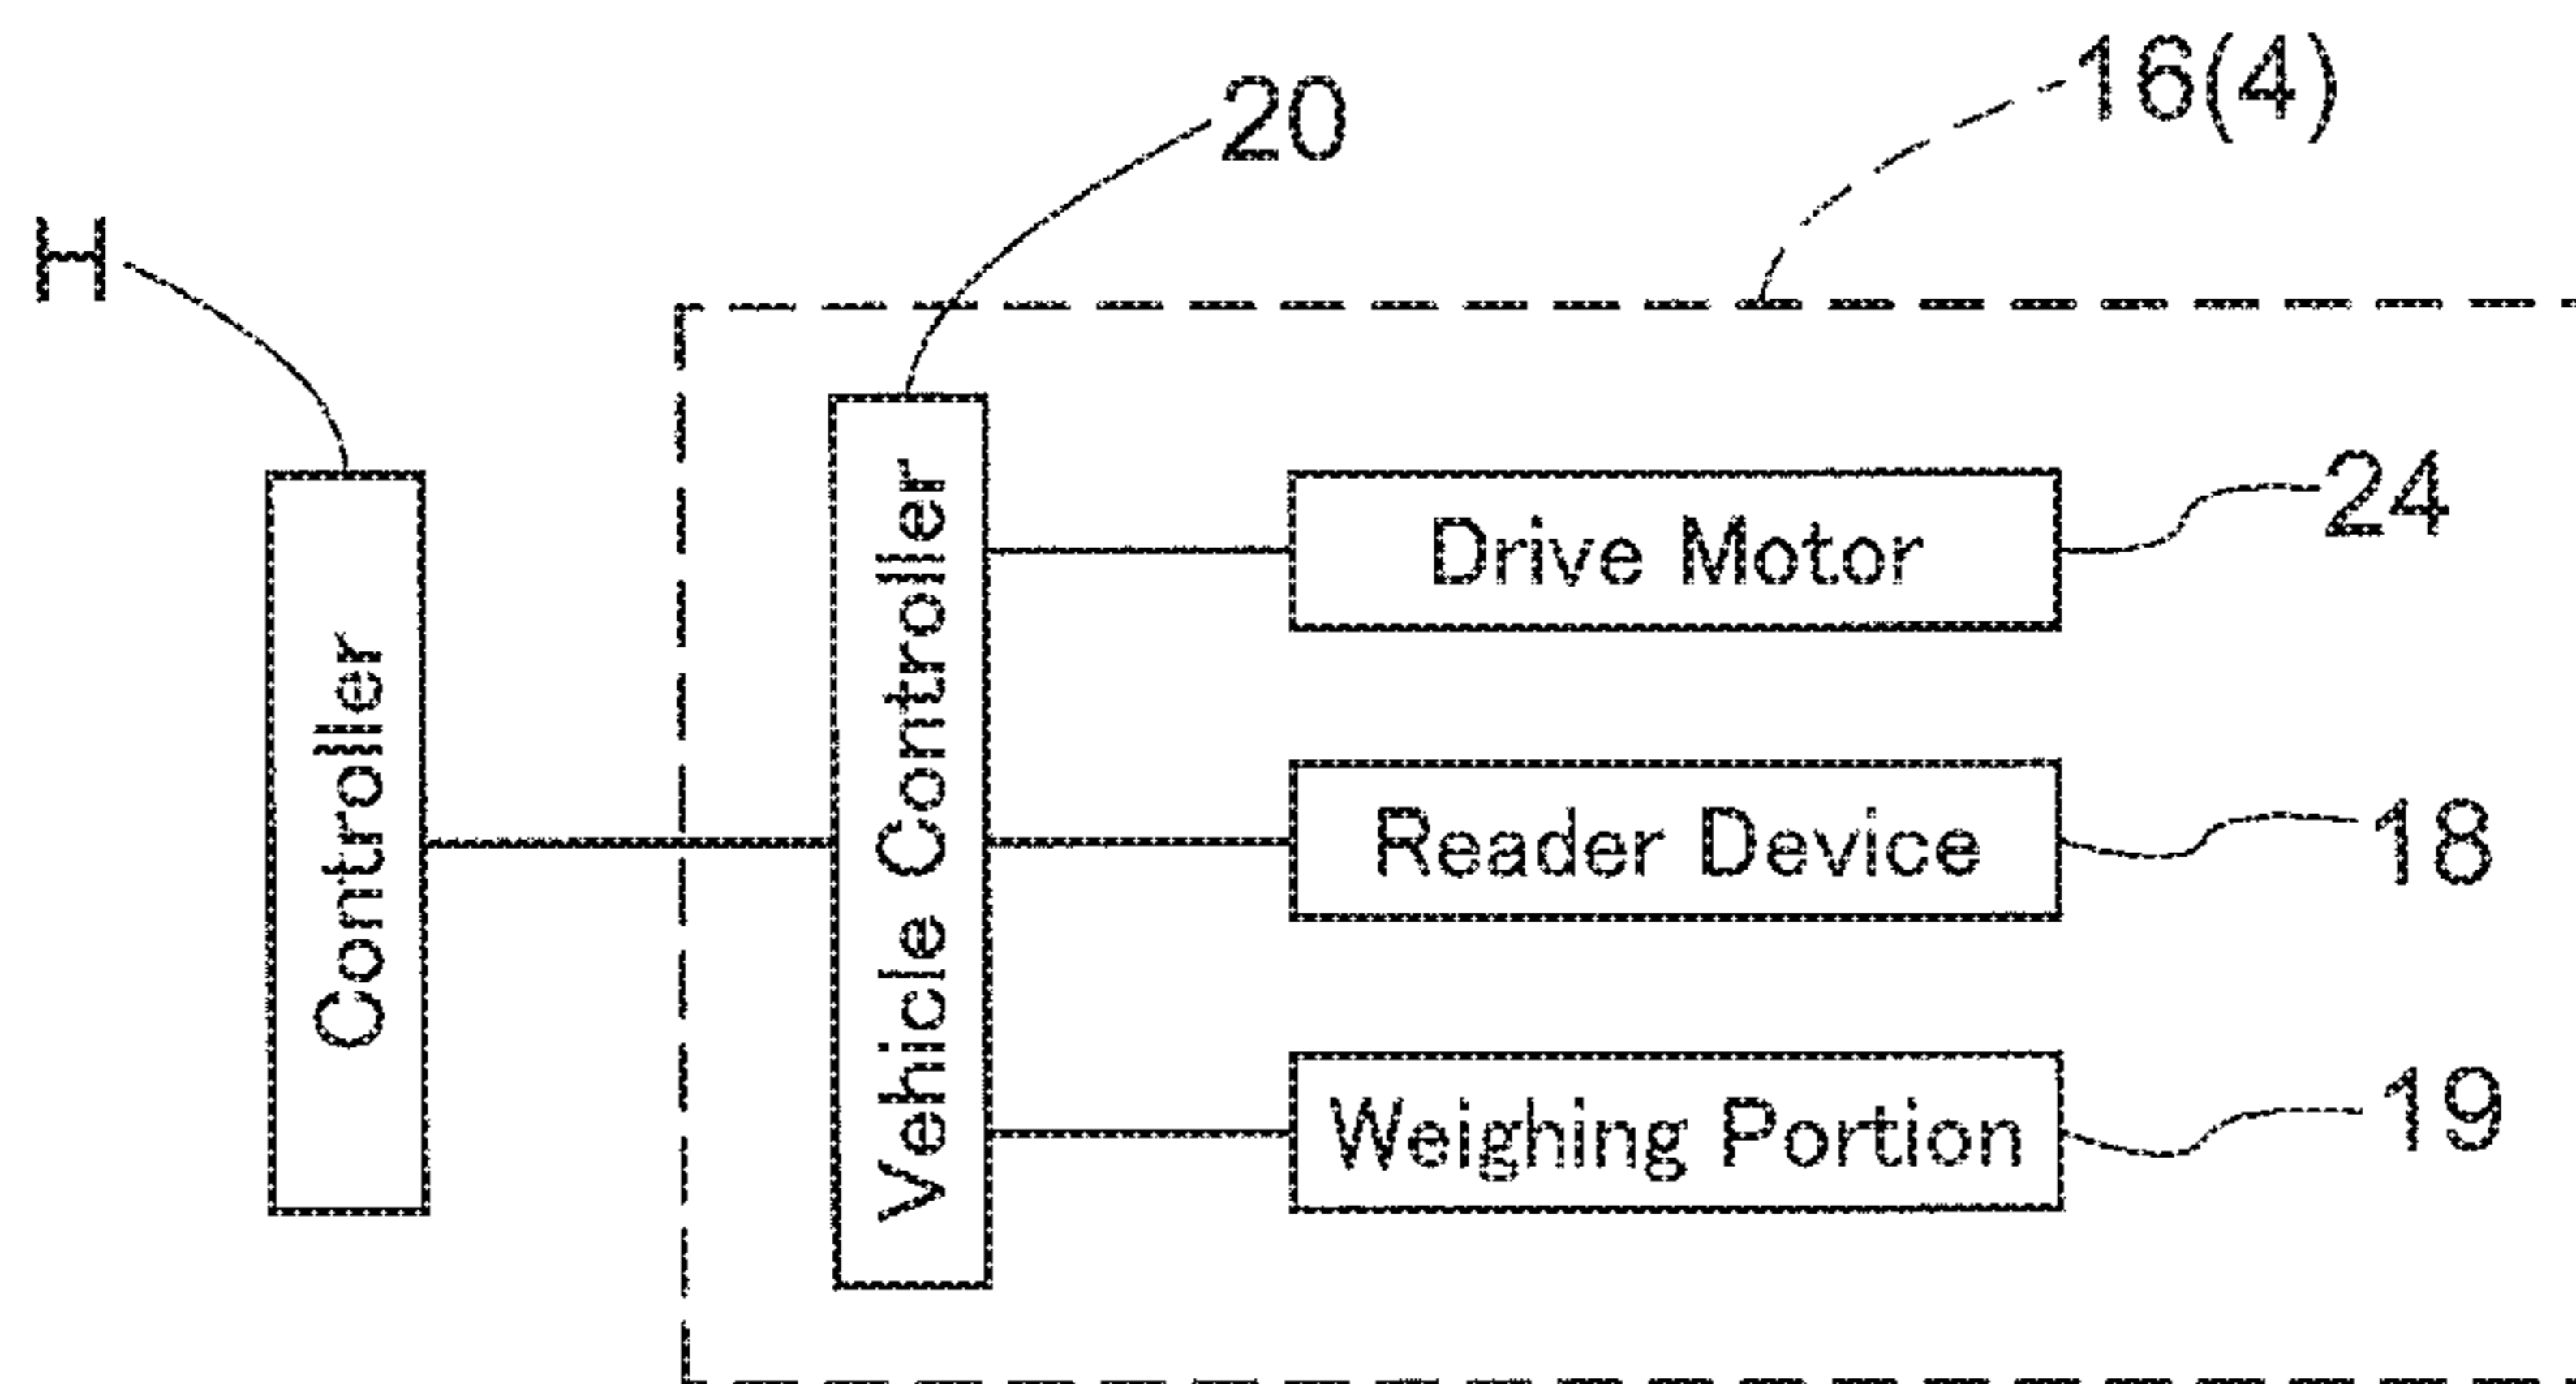 16(4)
20
H
Controller
Vehicle Controller
Drive Motor
24
Reader Device
18
Weighing Portion
19